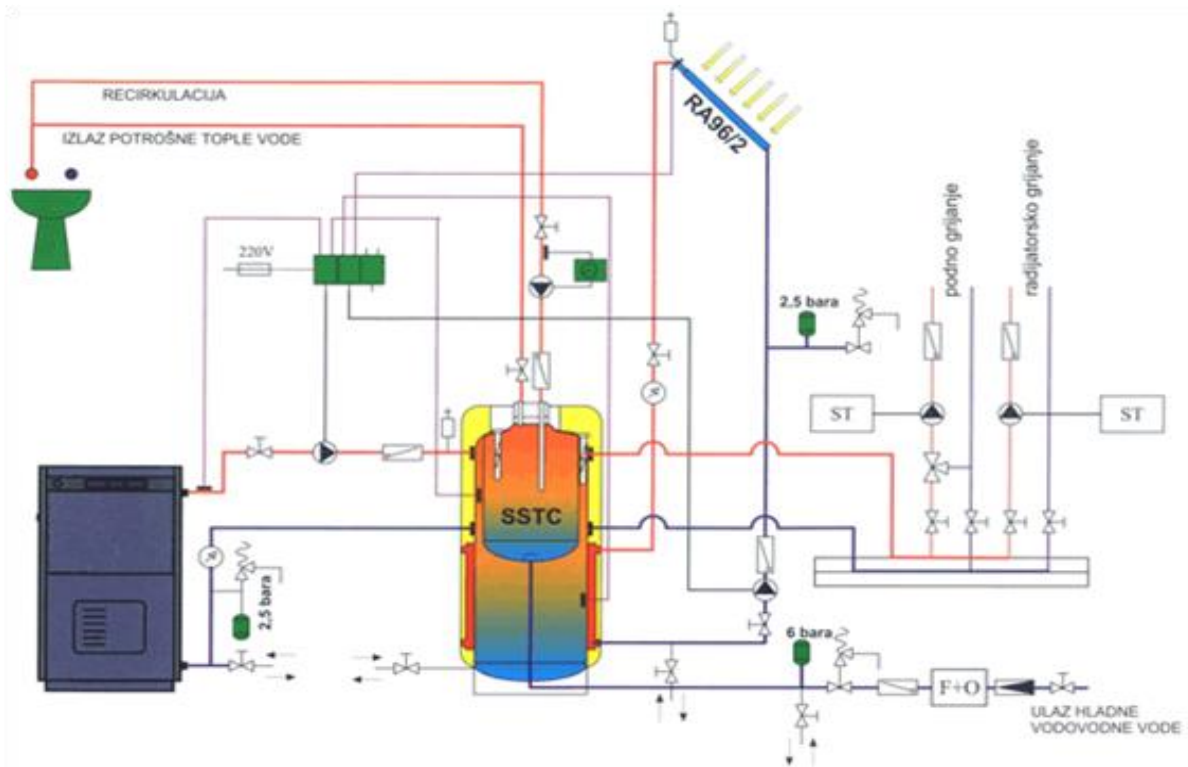 RECIRKULACIJA
IZLAZ POTROŠNE TOPLE VODE
RA96/2
220V
podno grijanje
radijatorsko grijanje
2,5 bara
ST
ST
SSTC
2,5 bara
6 bara
F+O
ULAZ HLADNE
VODOVODNE VODE